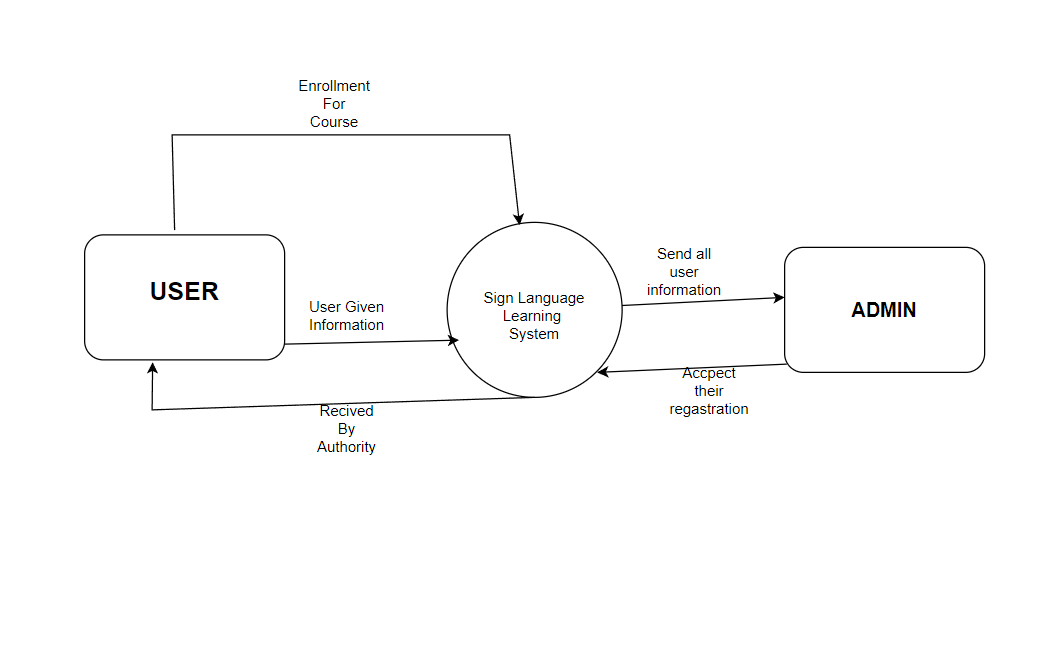 Enrollment
For
Course
USER
User Given
Information
Sign Language
Learning
System
Send all
user
information
ADMIN
Accpect
their
regastration
Recived
By
Authority